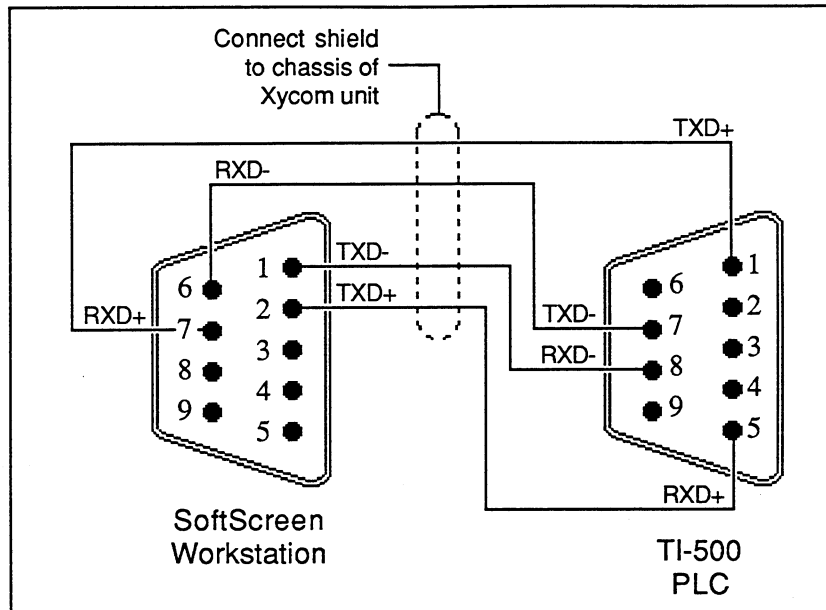 Connect shield
to chassis of
Xycom unit
TXD+
RXD-
TXD-
TXD+
RXD+
6
7
8
9
1
2
3
4
5
TXD-
RXD-
RXD+
6
7
8
9
1
2
3
4
5
SoftScreen
Workstation
TI-500
PLC